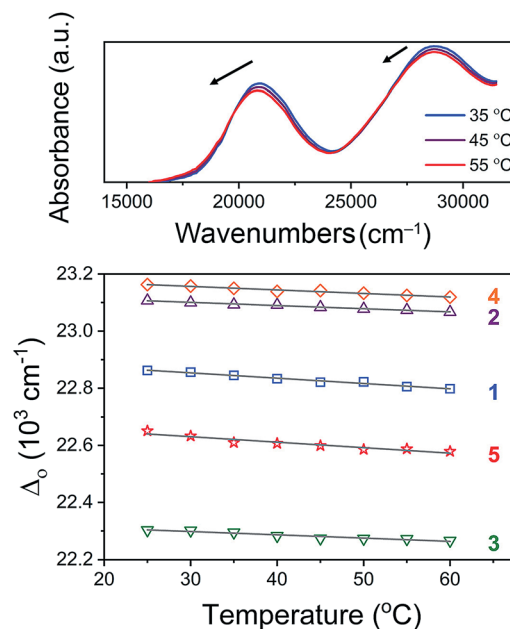 Absorbance (a.u.)
35 °C
45 °C
55 °C
15000 20000 25000 30000
Wavenumbers (cm⁻¹)
Δₒ (10³ cm⁻¹)
23.2
23.0
22.8
22.6
22.4
22.2
4
2
1
5
3
20 30 40 50 60
Temperature (°C)